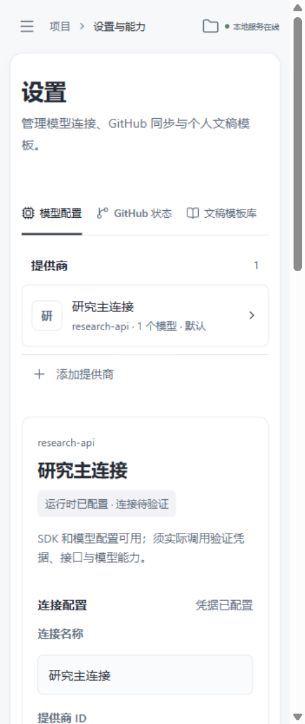 项目 > 设置与能力 本地服务在线
设置
管理模型连接、GitHub 同步与个人文稿模
板。
模型配置 GitHub 状态 文稿模板库
提供商 1
研 研究主连接
research-api · 1 个模型 · 默认
+ 添加提供商
research-api
研究主连接
运行时已配置 · 连接待验证
SDK 和模型配置可用；须实际调用验证凭
据、接口与模型能力。
连接配置 凭据已配置
连接名称
研究主连接
提供商 ID